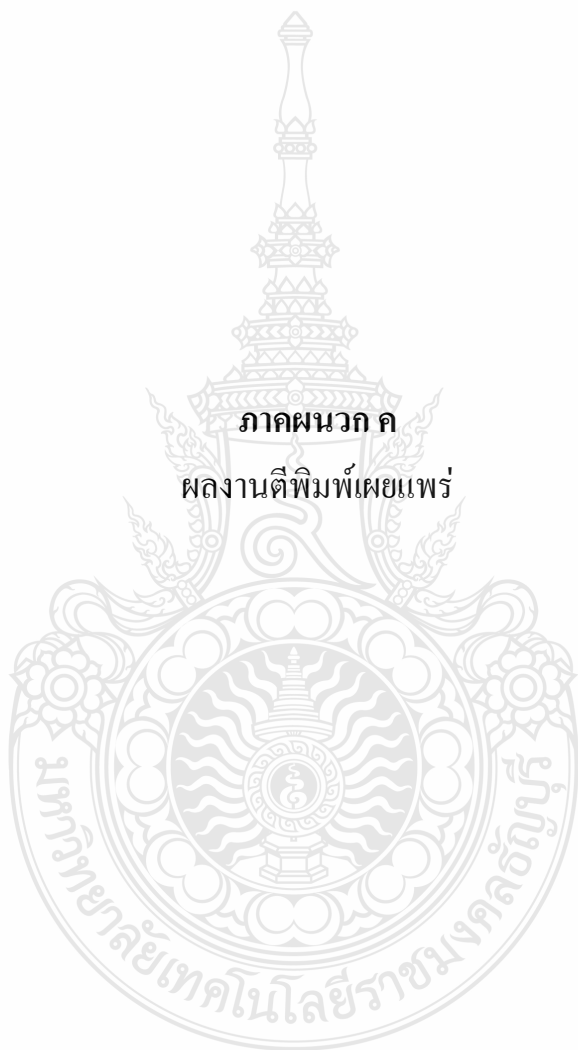 ภาคผนวก ค
ผลงานตีพิมพ์เผยแพร่
มหาวิทยาลัยเทคโนโลยีราชมงคลธัญบุรี